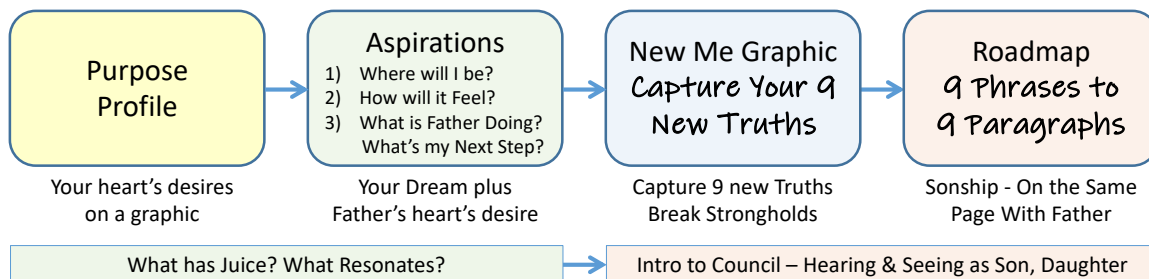 Purpose
Profile
Your heart's desires
on a graphic
Aspirations
1) Where will I be?
2) How will it Feel?
3) What is Father Doing?
What's my Next Step?
Your Dream plus
Father's heart's desire
New Me Graphic
Capture Your 9
New Truths
Capture 9 new Truths
Break Strongholds
Roadmap
9 Phrases to
9 Paragraphs
Sonship - On the Same
Page With Father
What has Juice? What Resonates?
Intro to Council – Hearing & Seeing as Son, Daughter